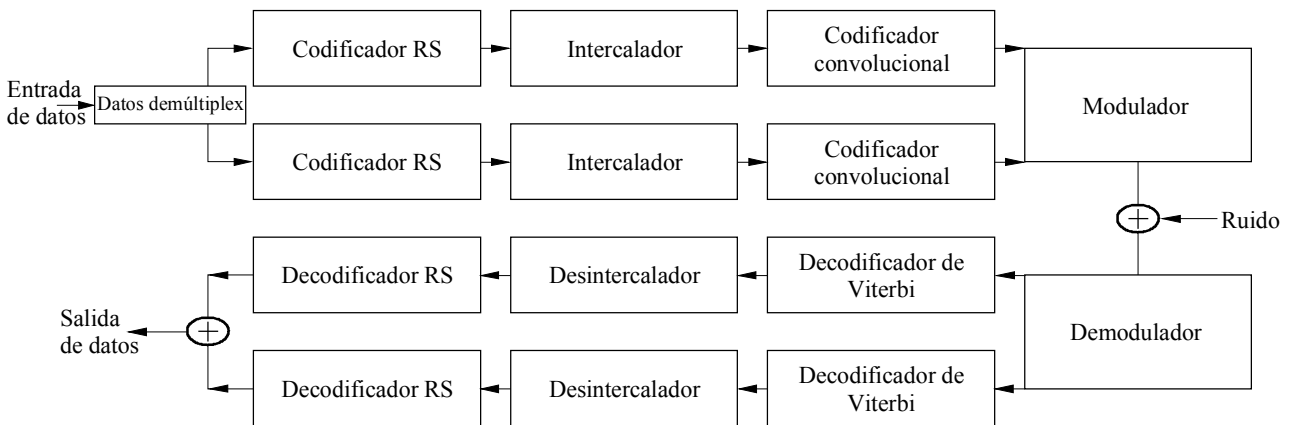 Codificador RS
Intercalador
Codificador
convolucional
Entrada
de datos
Datos demúltiplex
Modulador
Codificador RS
Intercalador
Codificador
convolucional
Ruido
Decodificador RS
Desintercalador
Decodificador de
Viterbi
Salida
de datos
Demodulador
Decodificador RS
Desintercalador
Decodificador de
Viterbi